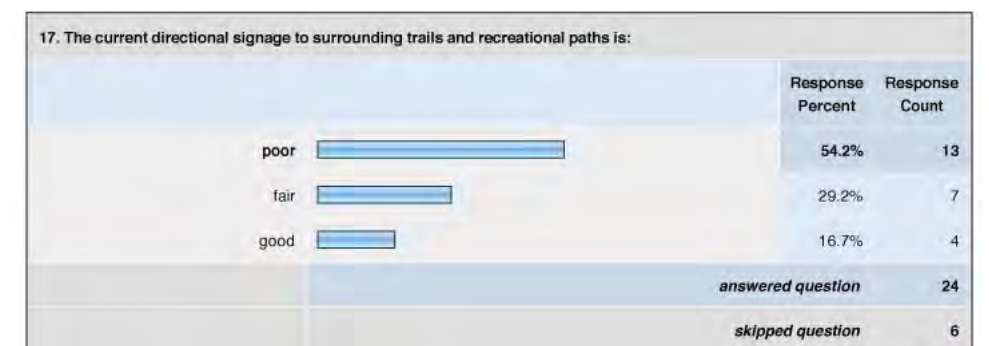 17. The current directional signage to surrounding trails and recreational paths is:
Response Percent Response Count
poor 54.2% 13
fair 29.2% 7
good 16.7% 4
answered question 24
skipped question 6